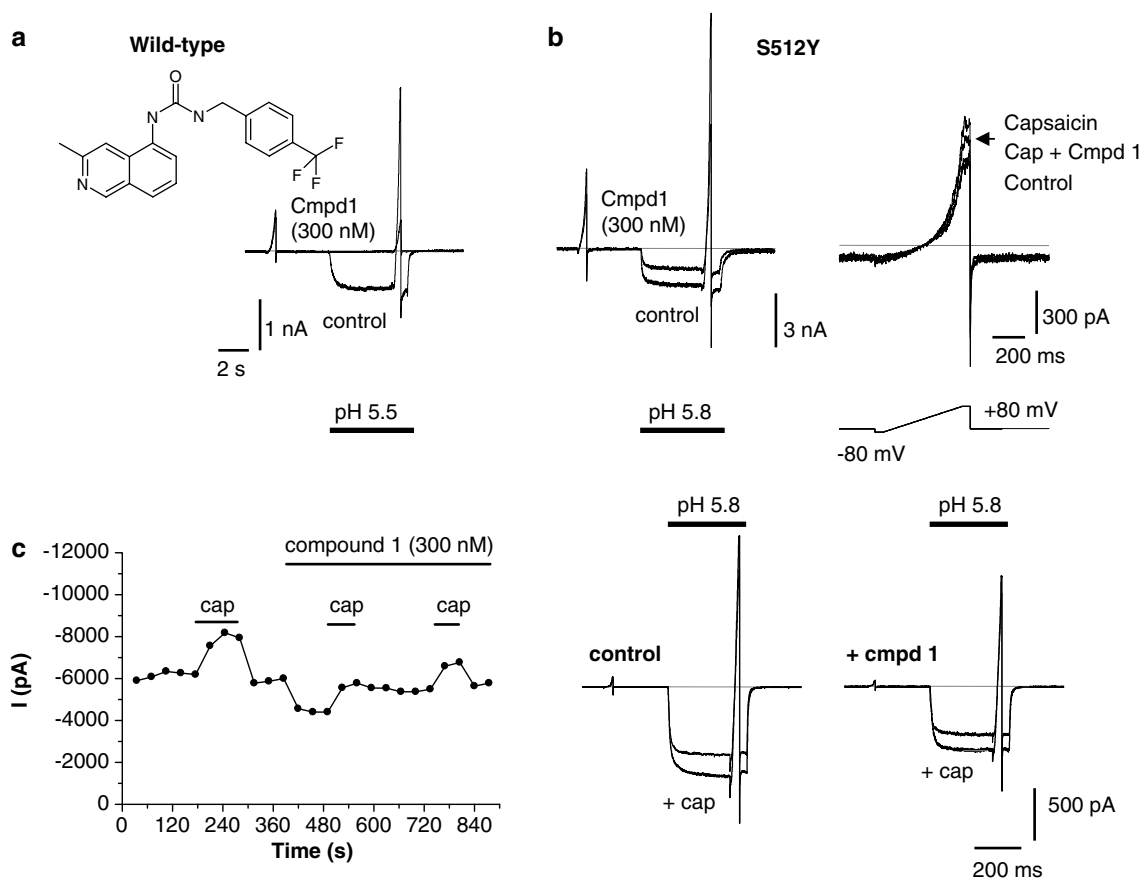 a
Wild-type
O
N
N
N
F
F
F
Cmpd1
(300 nM)
control
1 nA
2 s
pH 5.5
b
S512Y
Cmpd1
(300 nM)
control
3 nA
pH 5.8
Capsaicin
Cap + Cmpd 1
Control
300 pA
200 ms
+80 mV
-80 mV
pH 5.8
pH 5.8
control
+ cmpd 1
+ cap
+ cap
500 pA
200 ms
c
compound 1 (300 nM)
cap
cap
cap
I (pA)
-12000
-10000
-8000
-6000
-4000
-2000
0
0 120 240 360 480 600 720 840
Time (s)